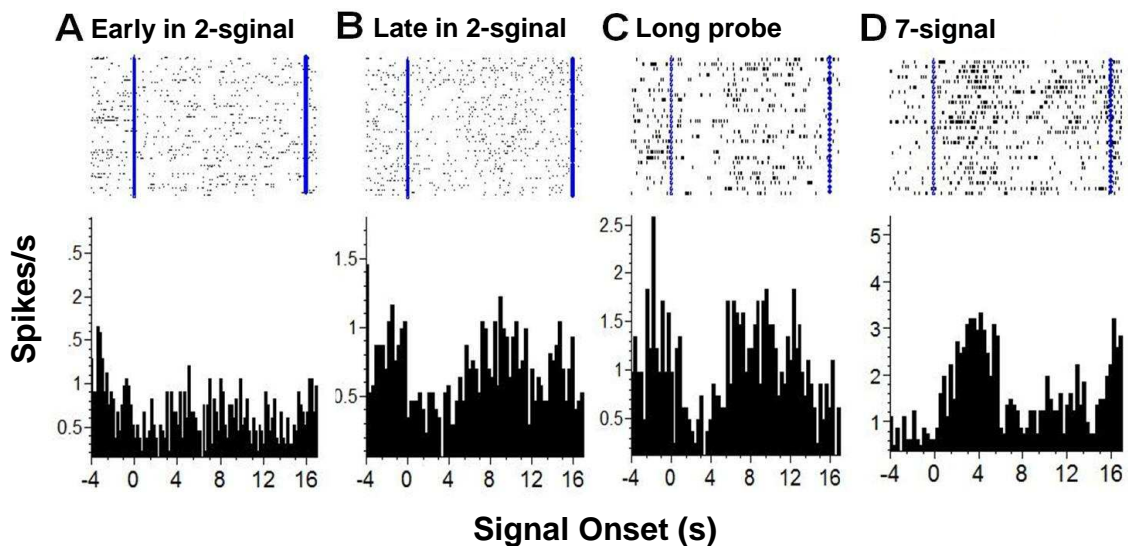 A Early in 2-sginal
B Late in 2-sginal
C Long probe
D 7-signal
Spikes/s
.5
2
.5
1
0.5
-4 0 4 8 12 16
1.5
1
0.5
-4 0 4 8 12 16
2.5
2
1.5
1
0.5
-4 0 4 8 12 16
5
4
3
2
1
-4 0 4 8 12 16
Signal Onset (s)